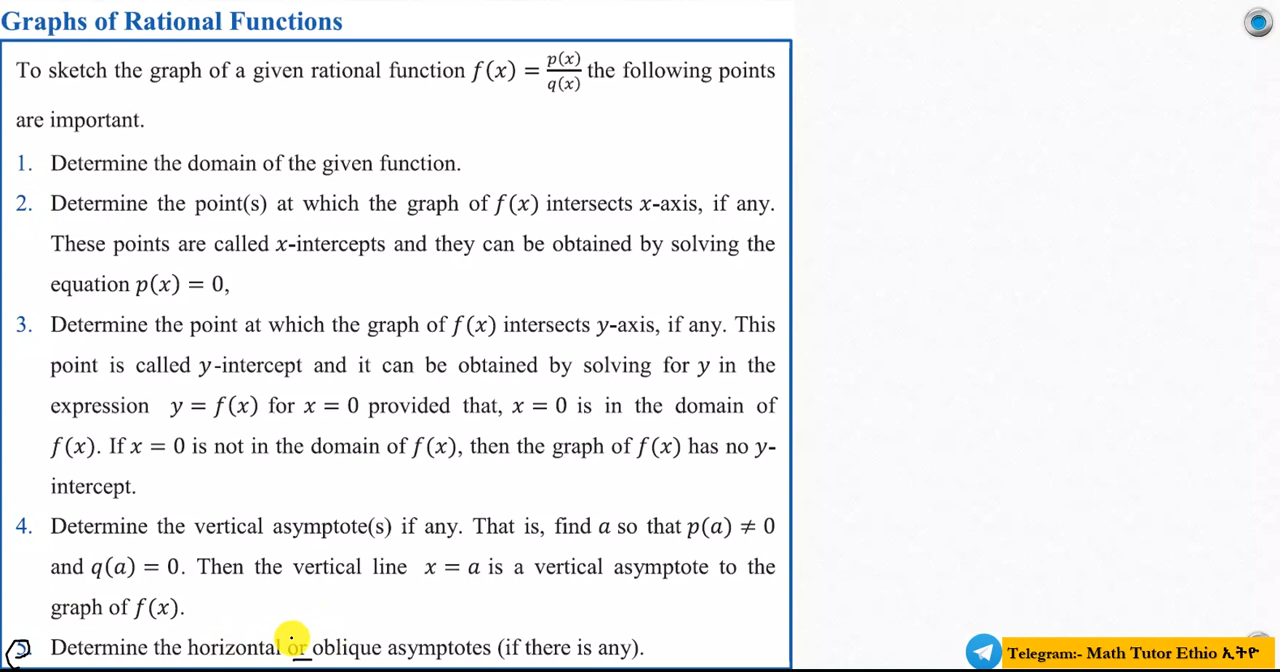 Graphs of Rational Functions
To sketch the graph of a given rational function f(x) = p(x)/q(x) the following points
are important.
1. Determine the domain of the given function.
2. Determine the point(s) at which the graph of f(x) intersects x-axis, if any.
These points are called x-intercepts and they can be obtained by solving the
equation p(x) = 0,
3. Determine the point at which the graph of f(x) intersects y-axis, if any. This
point is called y-intercept and it can be obtained by solving for y in the
expression y = f(x) for x = 0 provided that, x = 0 is in the domain of
f(x). If x = 0 is not in the domain of f(x), then the graph of f(x) has no y-
intercept.
4. Determine the vertical asymptote(s) if any. That is, find a so that p(a) ≠ 0
and q(a) = 0. Then the vertical line x = a is a vertical asymptote to the
graph of f(x).
5. Determine the horizontal or oblique asymptotes (if there is any).
Telegram:- Math Tutor Ethio ኢትዮ